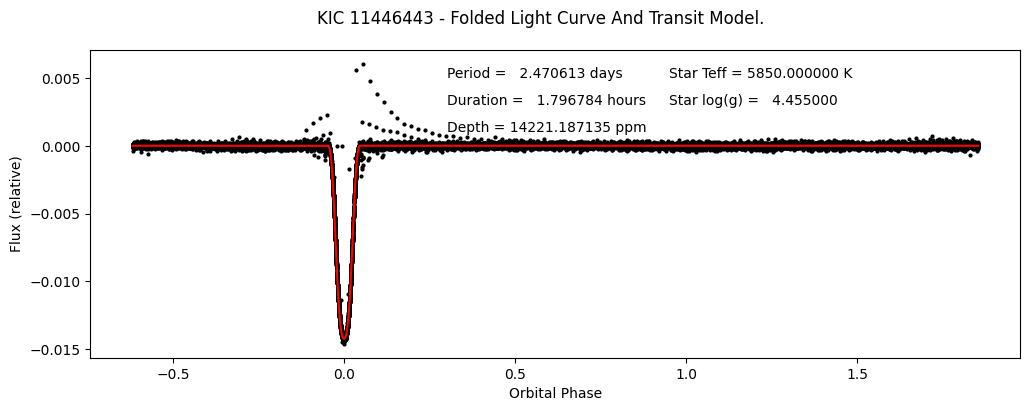 KIC 11446443 - Folded Light Curve And Transit Model.
Period =   2.470613 days
Star Teff = 5850.000000 K
Duration =   1.796784 hours
Star log(g) =   4.455000
Depth = 14221.187135 ppm
0.005
0.000
−0.005
−0.010
−0.015
Flux (relative)
−0.5
0.0
0.5
1.0
1.5
Orbital Phase